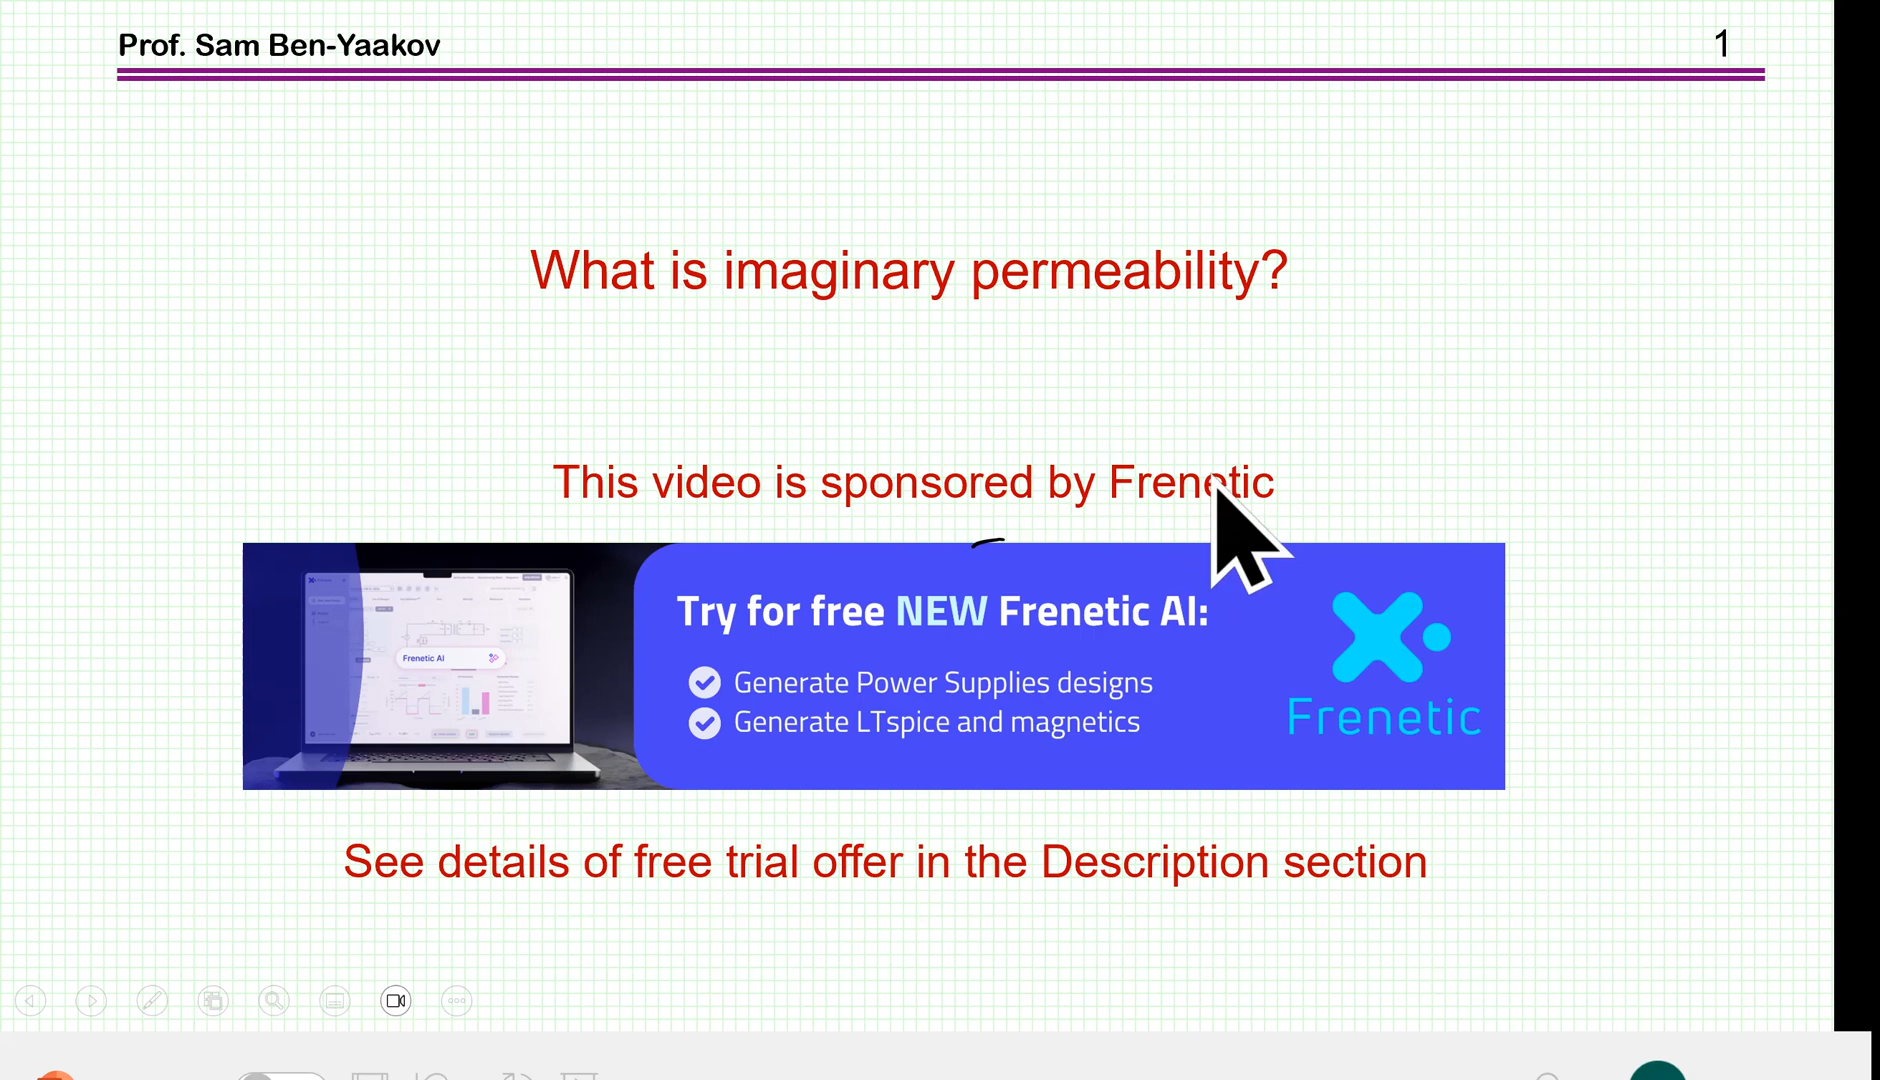 Prof. Sam Ben-Yaakov
1
What is imaginary permeability?
This video is sponsored by Frenetic
Try for free NEW Frenetic AI:
Generate Power Supplies designs
Generate LTspice and magnetics
Frenetic
Frenetic AI
See details of free trial offer in the Description section